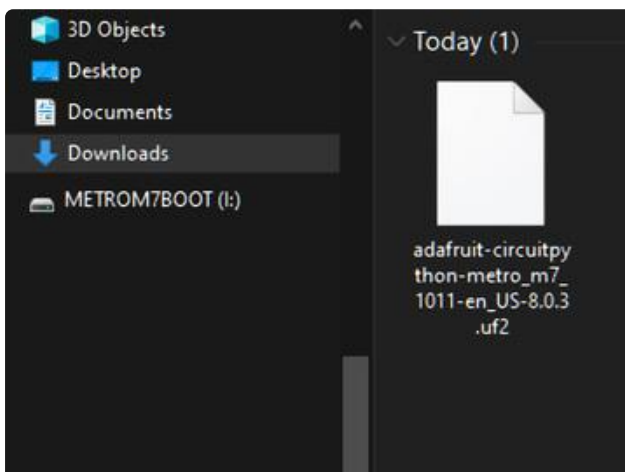 3D Objects
Desktop
Documents
Downloads
METROM7BOOT (I:)
Today (1)
adafruit-circuitpy
thon-metro_m7_
1011-en_US-8.0.3
.uf2